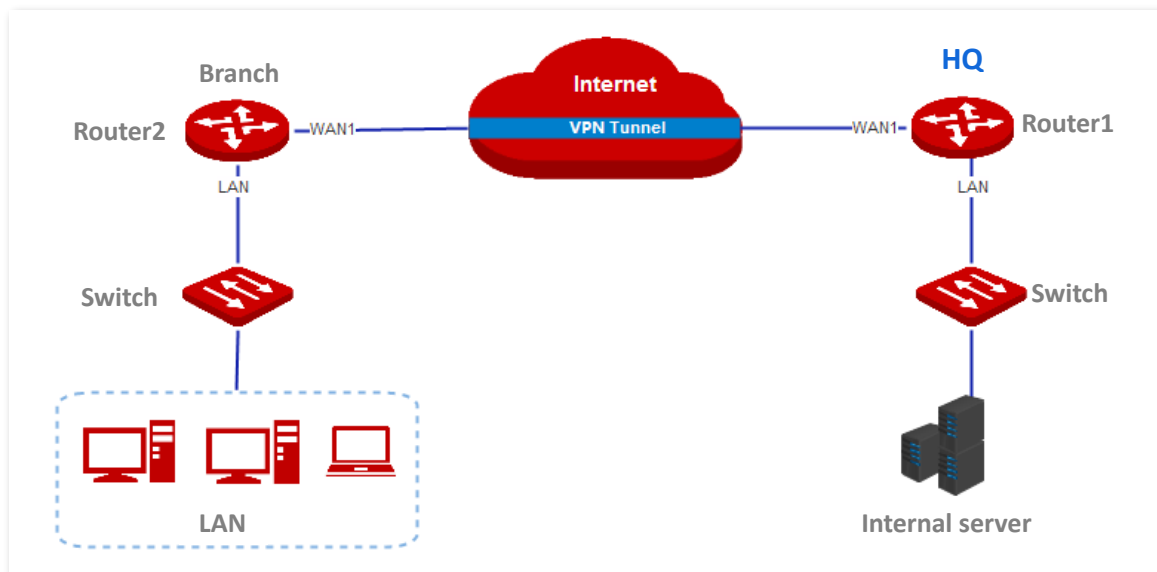 Branch
HQ
Internet
Router2
WAN1
VPN Tunnel
WAN1
Router1
LAN
LAN
Switch
Switch
LAN
Internal server